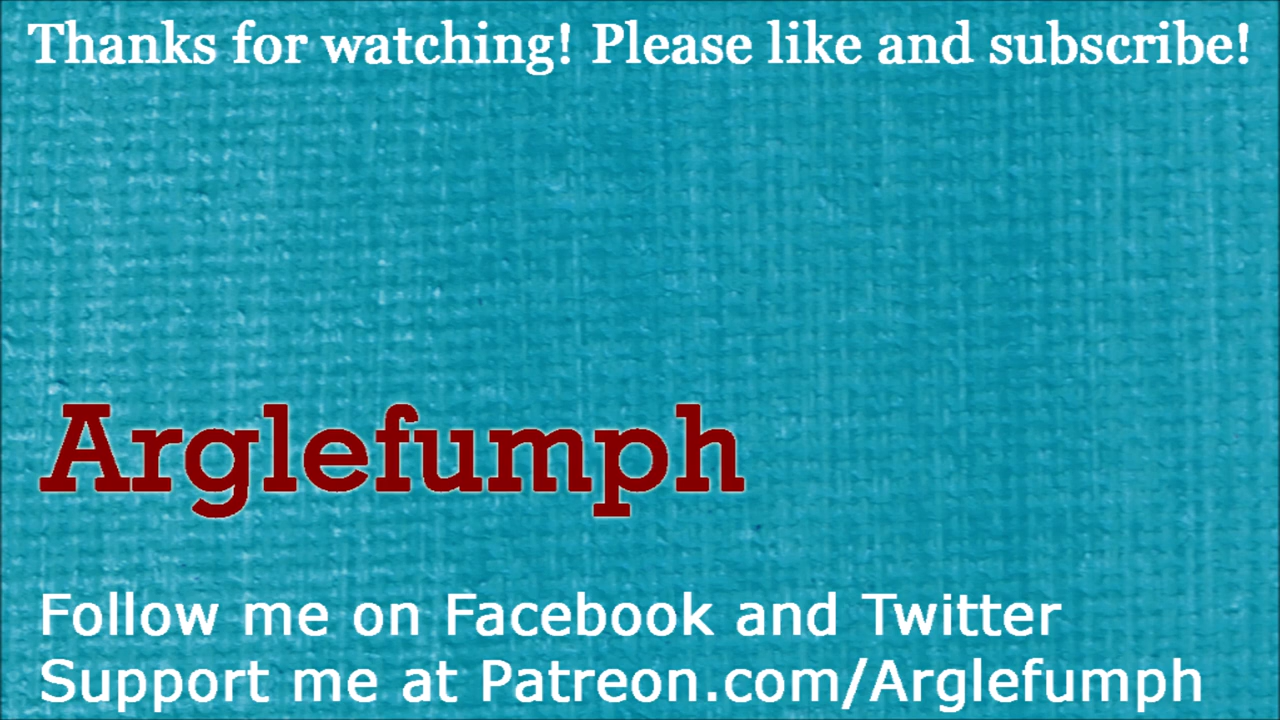 Thanks for watching! Please like and subscribe!
Arglefumph
Follow me on Facebook and Twitter
Support me at Patreon.com/Arglefumph